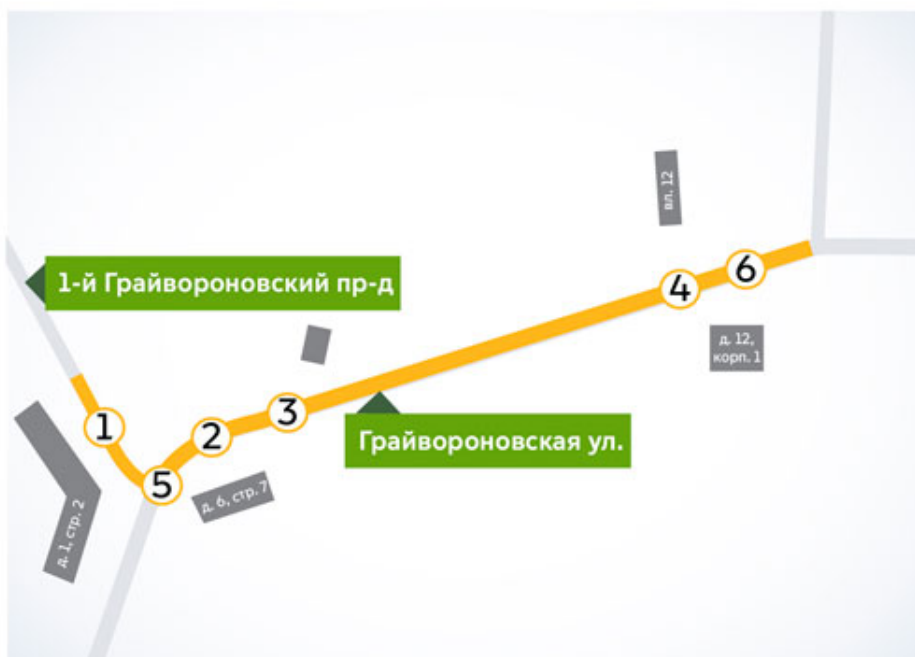 вл. 12
1-й Грайвороновский пр-д
4
6
д. 12,
корп. 1
1
2
3
Грайвороновская ул.
5
д. 6, стр. 7
д. 1, стр. 2